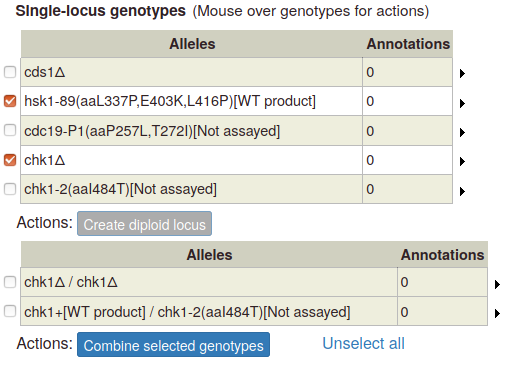 Single-locus genotypes (Mouse over genotypes for actions)
Alleles Annotations
cds1Δ 0
hsk1-89(aaL337P,E403K,L416P)[WT product] 0
cdc19-P1(aaP257L,T272I)[Not assayed] 0
chk1Δ 0
chk1-2(aaI484T)[Not assayed] 0
Actions: Create diploid locus
Alleles Annotations
chk1Δ / chk1Δ 0
chk1+[WT product] / chk1-2(aaI484T)[Not assayed] 0
Actions: Combine selected genotypes Unselect all